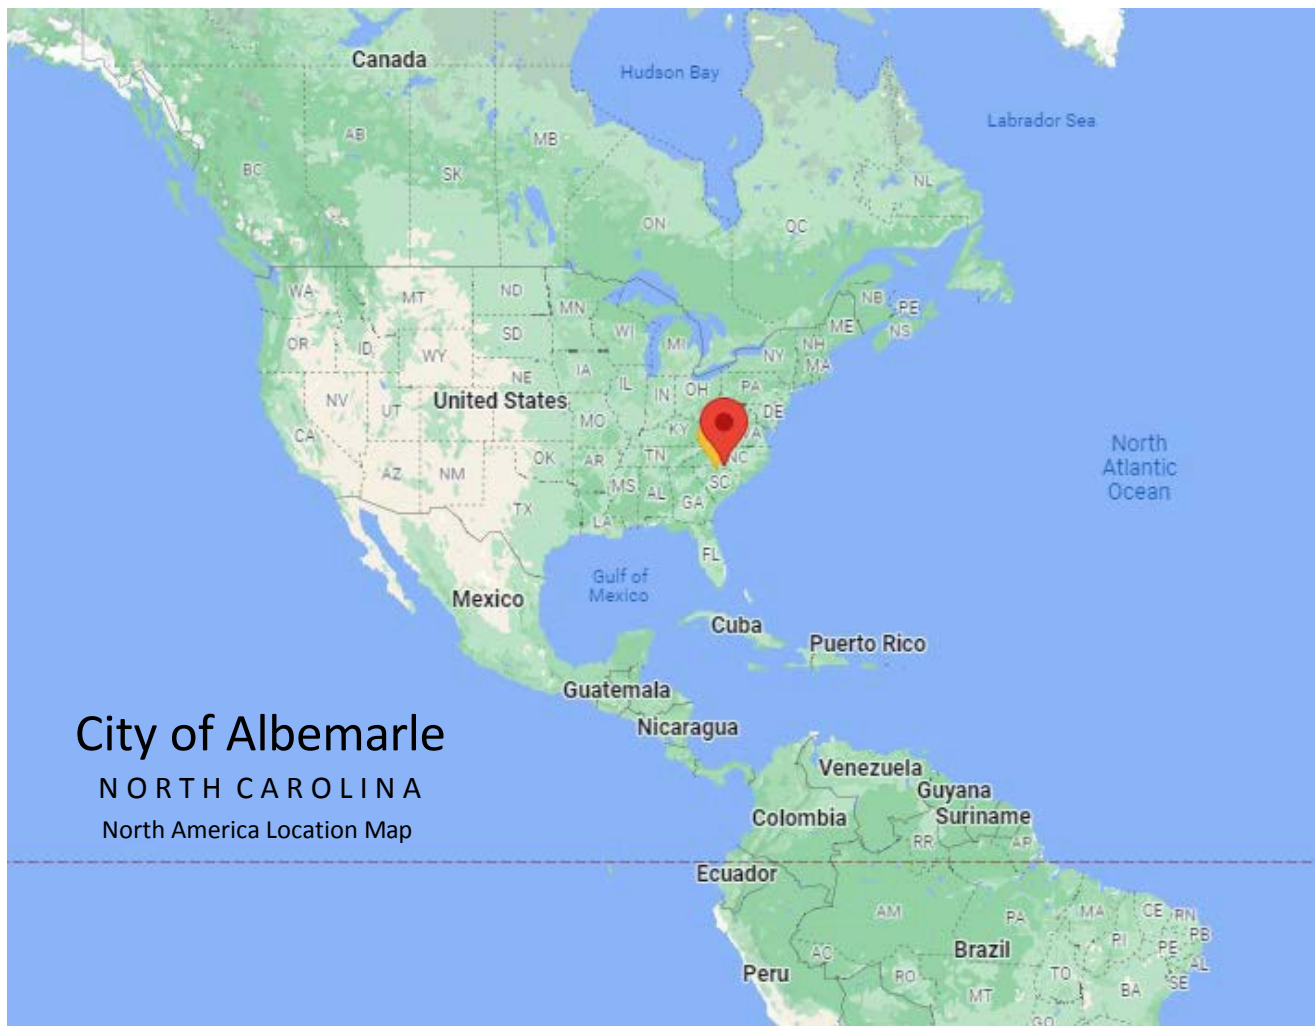 Canada
Hudson Bay
Labrador Sea
AB
MB
BC
SK
NL
ON
QC
WA
MT
ND
MN
NB
PE
OR
ID
SD
WI
MI
ME
NS
WY
NY
NH
MA
NE
IA
IL
IN
OH
PA
NV
UT
United States
MO
KY
DE
VA
CA
AZ
NM
OK
AR
TN
NC
MS
AL
GA
SC
TX
LA
FL
North
Atlantic
Ocean
Gulf of
Mexico
Mexico
Cuba
Puerto Rico
Guatemala
Nicaragua
City of Albemarle
NORTH CAROLINA
North America Location Map
Venezuela
Guyana
Colombia
Suriname
RR
AP
Ecuador
AM
PA
MA
CE
RN
PI
PE
PB
AL
AC
Brazil
Peru
RO
TO
SE
MT
BA
GO